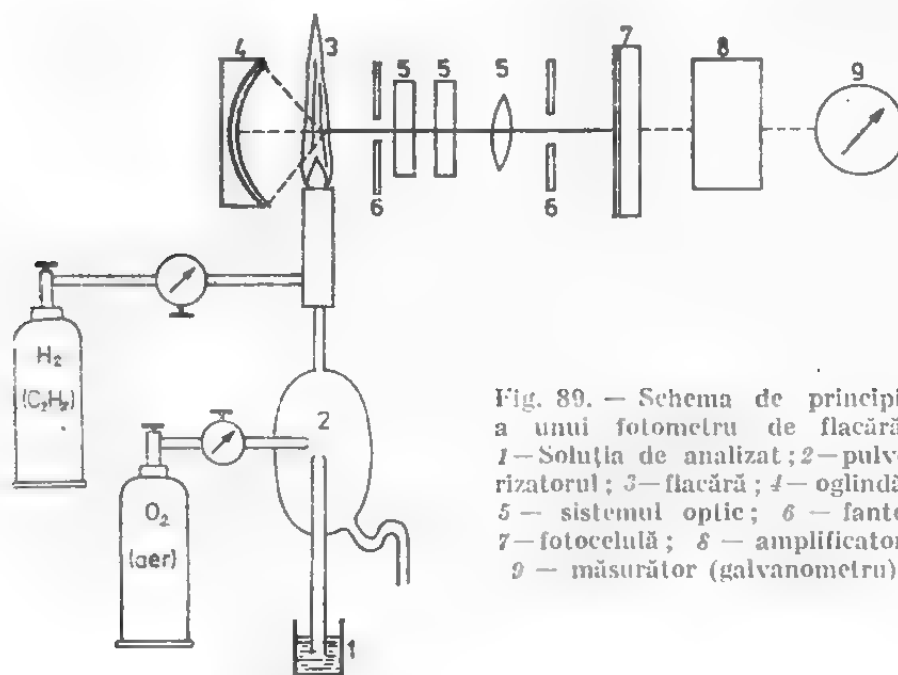 4
3
5 5 5
7
8
9
6
6
H₂
(C₂H₂)
2
O₂
(aer)
1
Fig. 89. — Schema de principi
a unui fotometru de flacără
1—Soluția de analizat; 2—pulve
rizatorul; 3—flacără; 4—oglindă
5 — sistemul optic; 6 — fante
7—fotocelulă; 8 — amplificator
9 — măsurător (galvanometru)